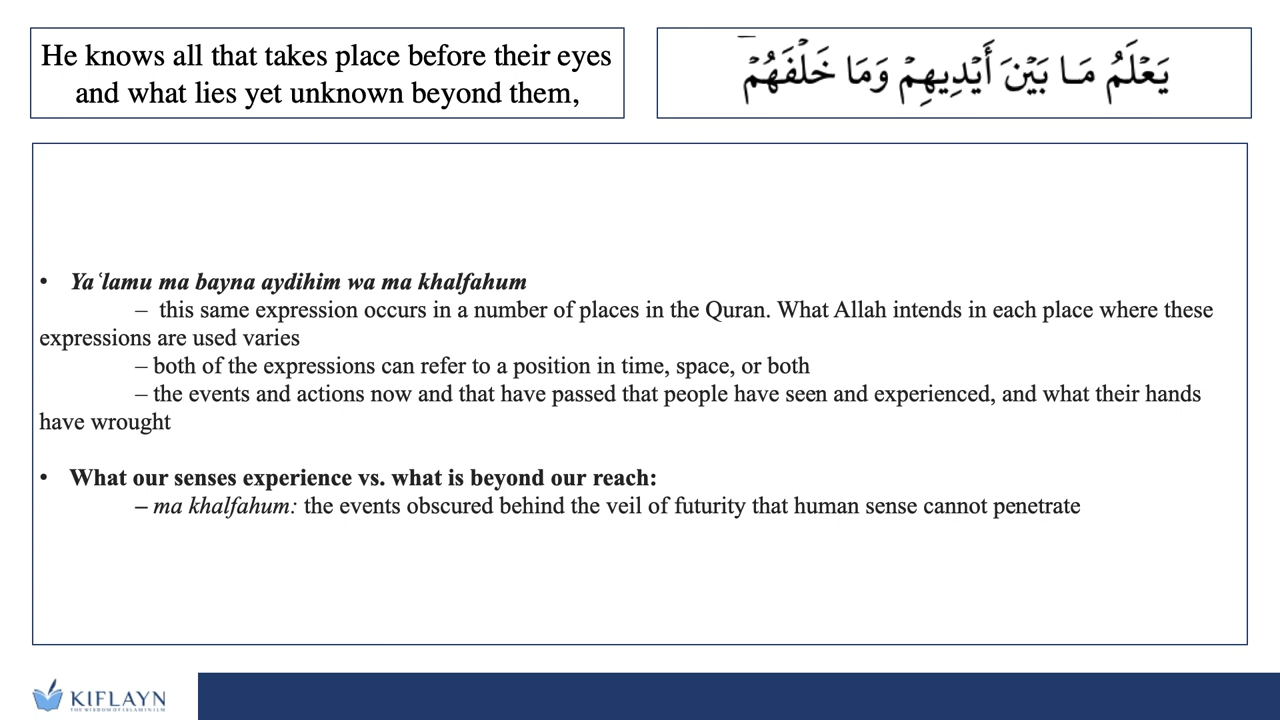 He knows all that takes place before their eyes
and what lies yet unknown beyond them,
يَعْلَمُ مَا بَيْنَ أَيْدِيهِمْ وَمَا خَلْفَهُمْ
• Yaʿlamu ma bayna aydihim wa ma khalfahum
– this same expression occurs in a number of places in the Quran. What Allah intends in each place where these
expressions are used varies
– both of the expressions can refer to a position in time, space, or both
– the events and actions now and that have passed that people have seen and experienced, and what their hands
have wrought
• What our senses experience vs. what is beyond our reach:
– ma khalfahum: the events obscured behind the veil of futurity that human sense cannot penetrate
KIFLAYN